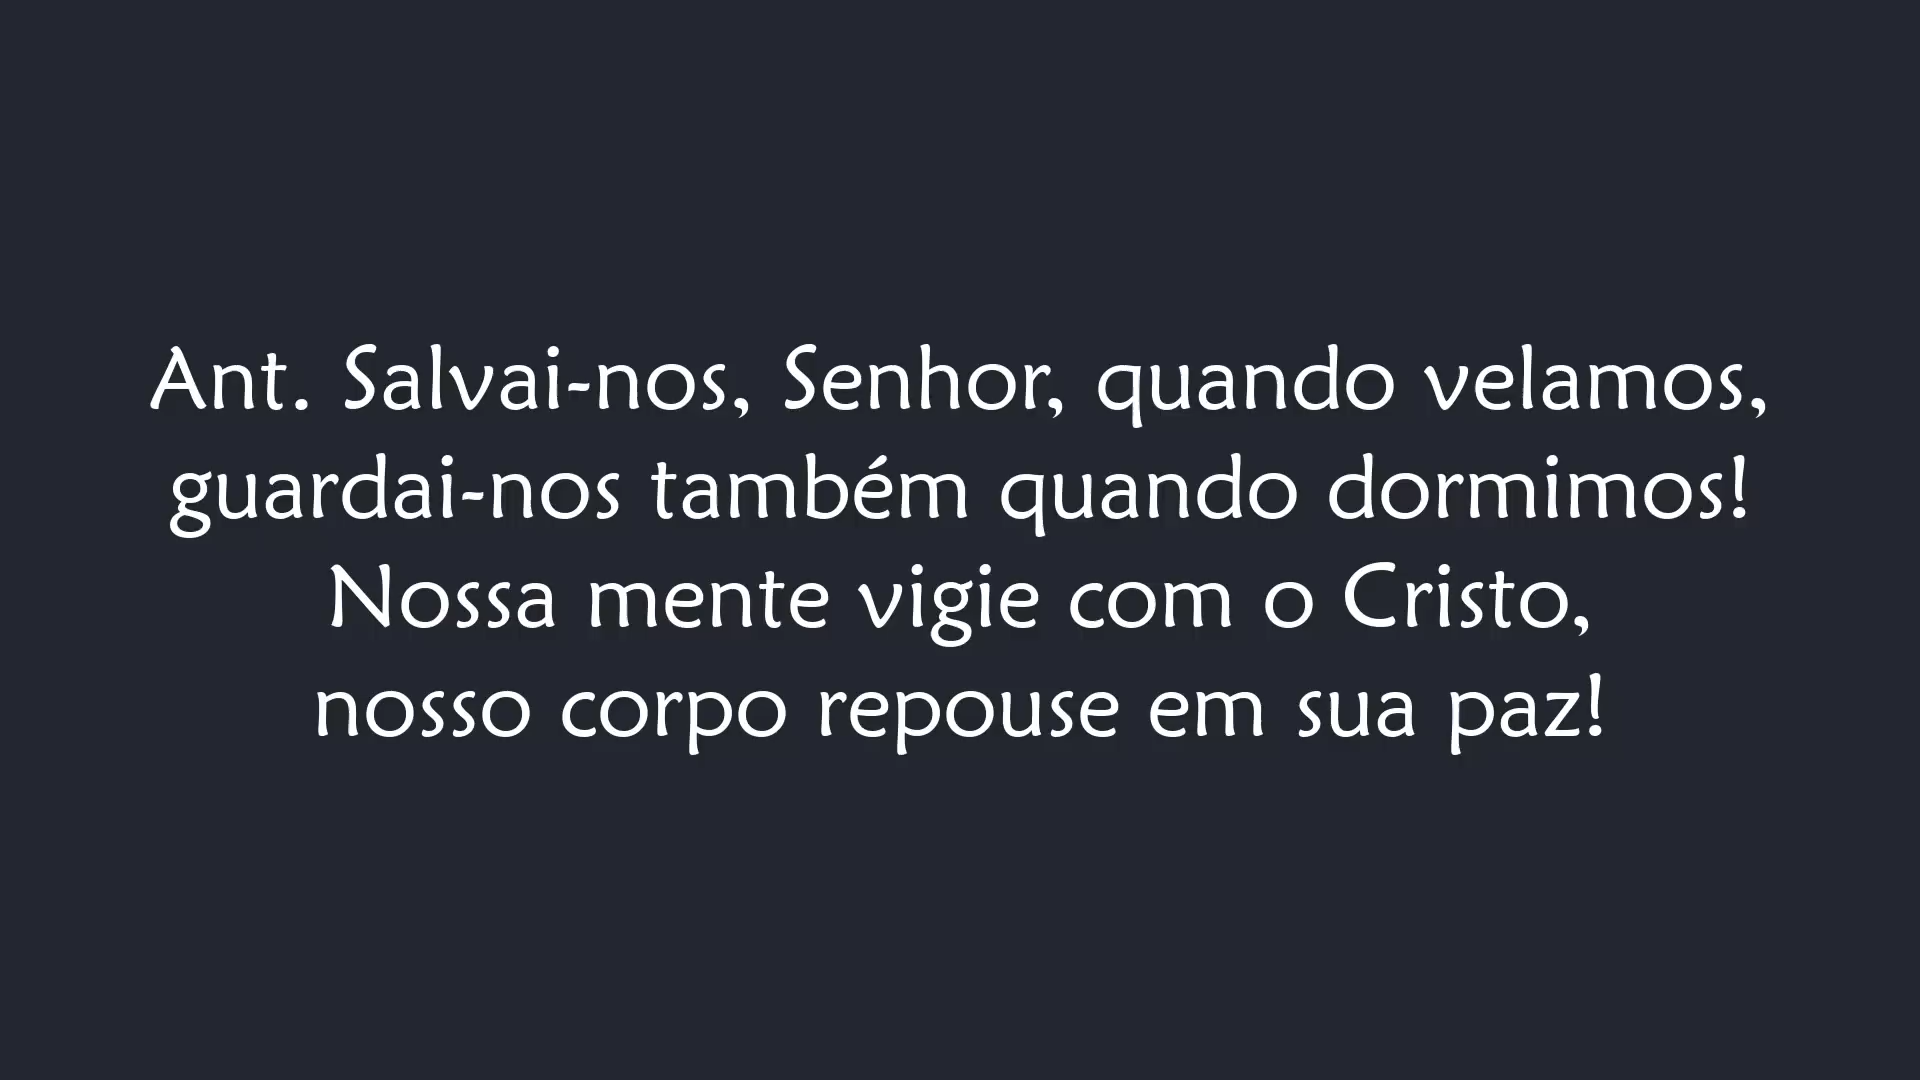 Ant. Salvai-nos, Senhor, quando velamos,
guardai-nos também quando dormimos!
Nossa mente vigie com o Cristo,
nosso corpo repouse em sua paz!